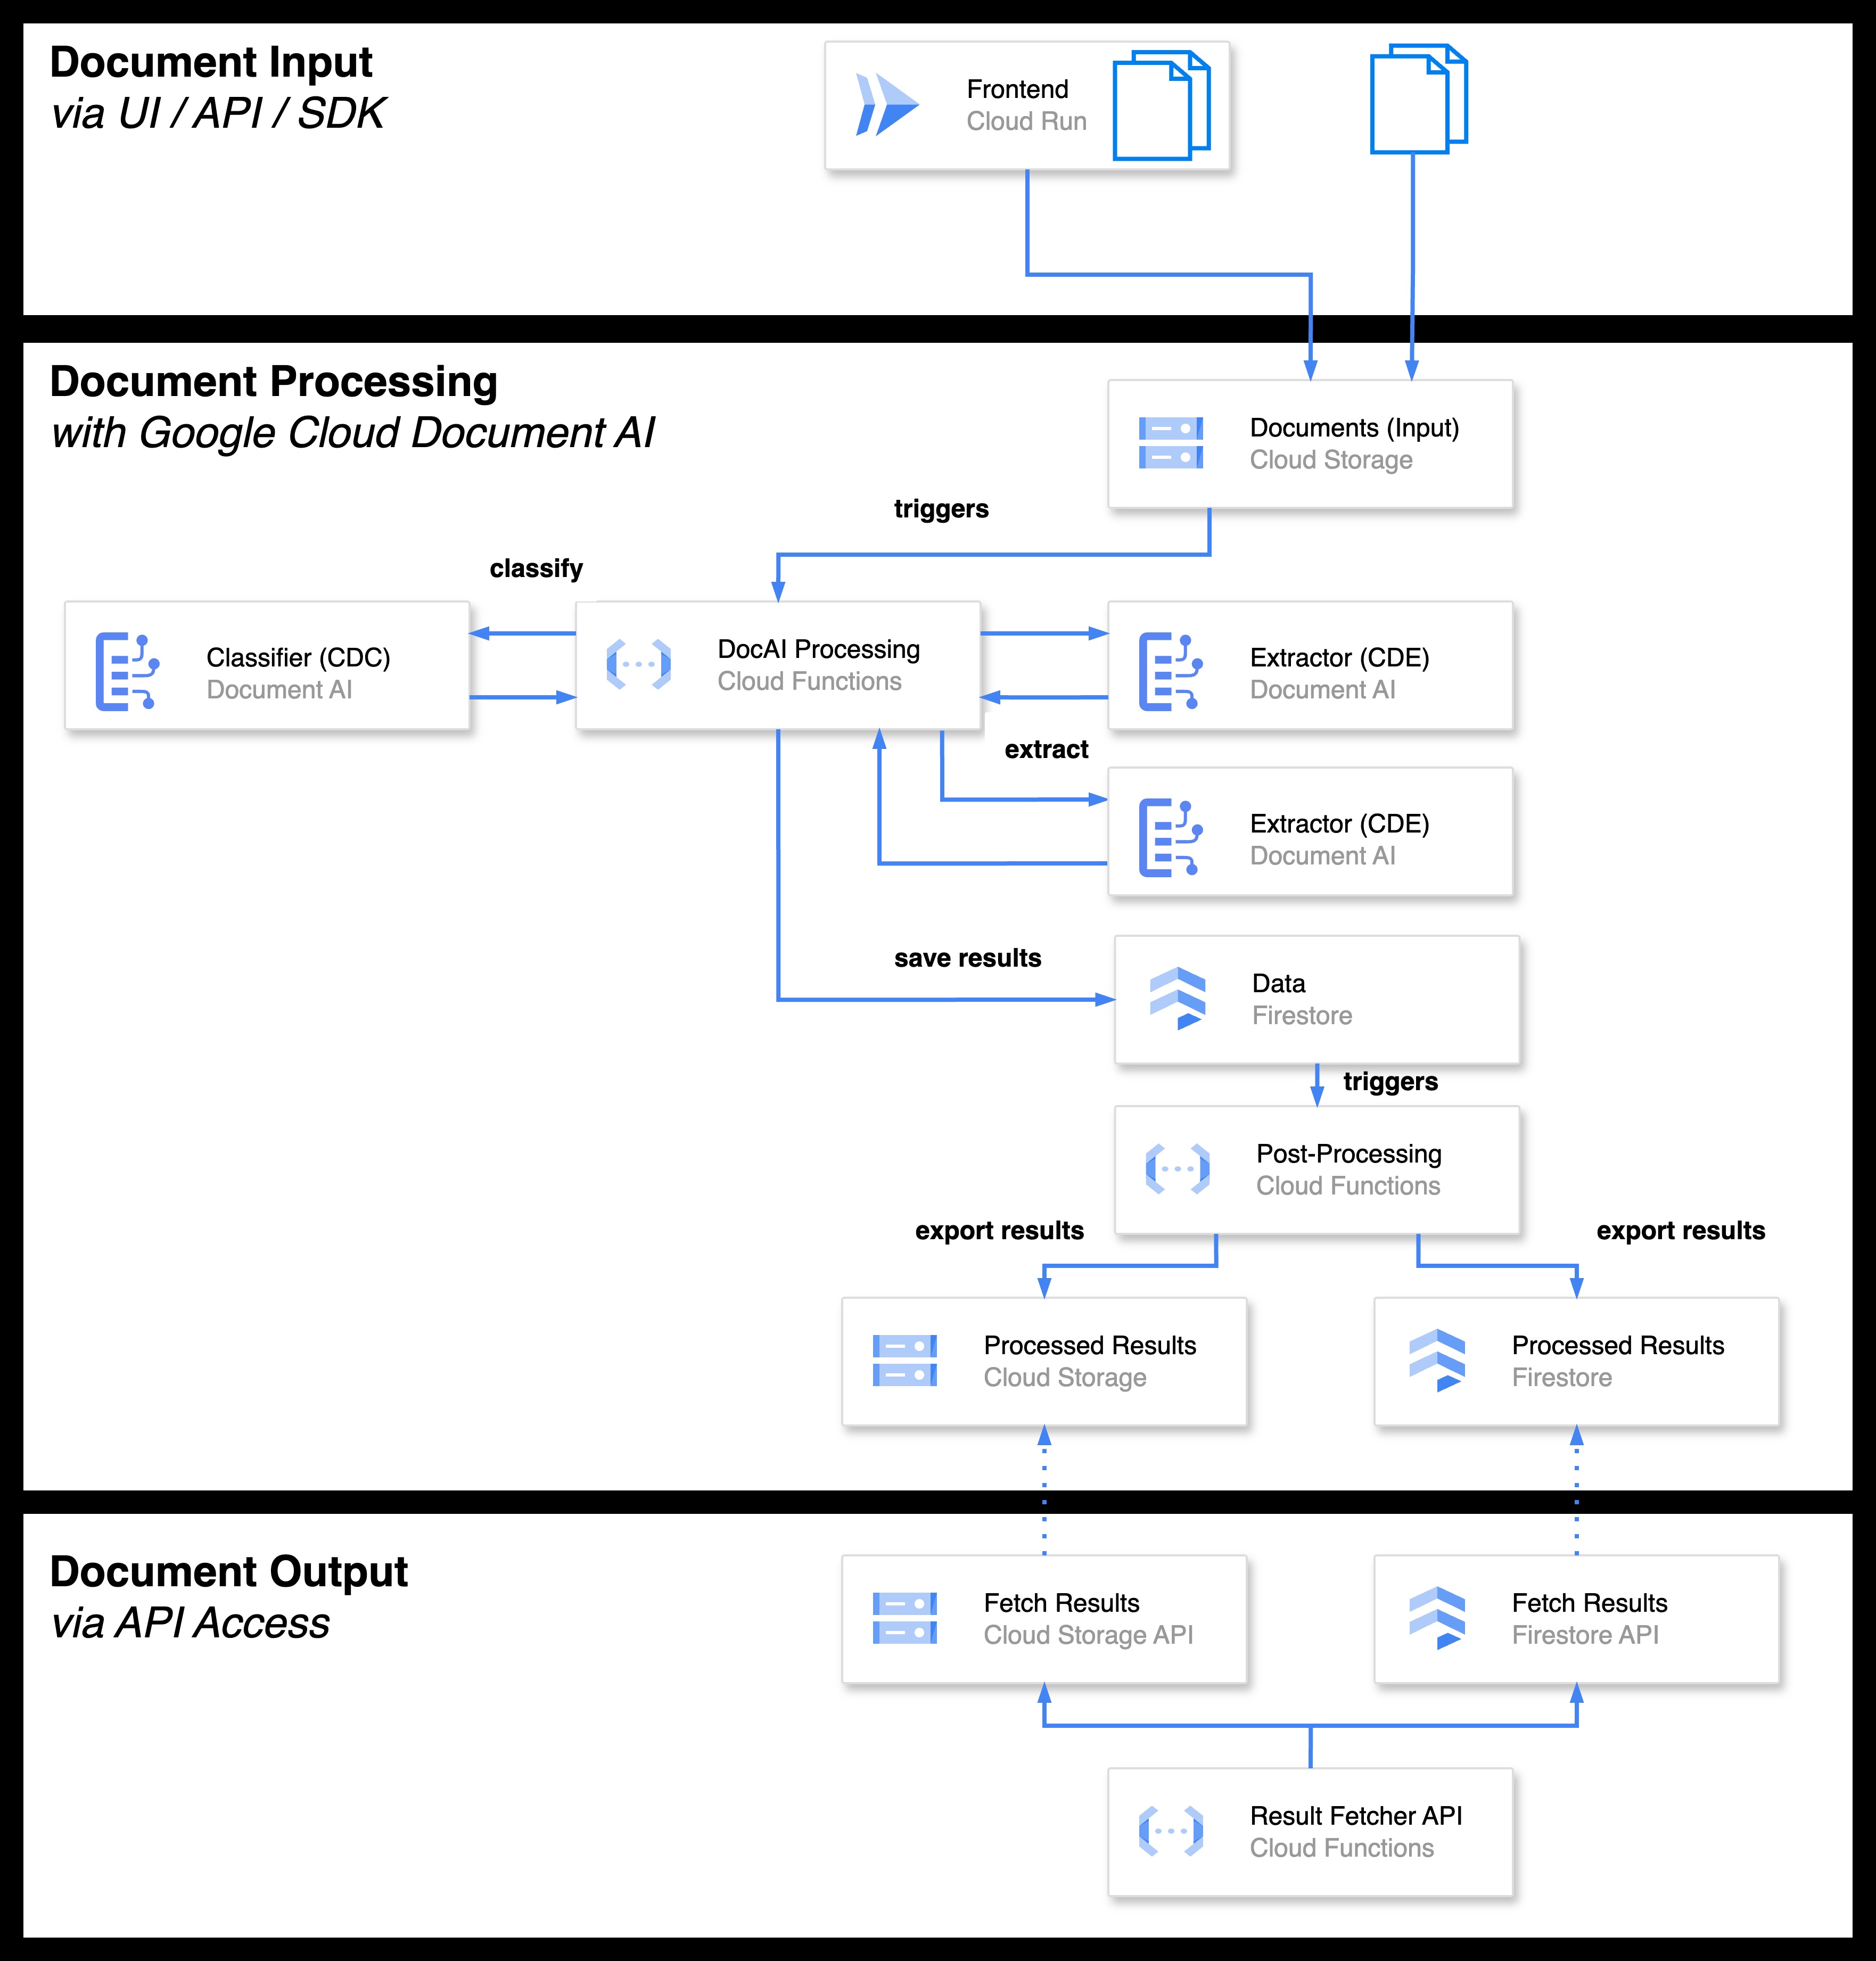 Document Input
via UI / API / SDK
Frontend
Cloud Run
Document Processing
with Google Cloud Document AI
Documents (Input)
Cloud Storage
triggers
classify
Classifier (CDC)
Document AI
DocAI Processing
Cloud Functions
Extractor (CDE)
Document AI
extract
Extractor (CDE)
Document AI
save results
Data
Firestore
triggers
Post-Processing
Cloud Functions
export results
export results
Processed Results
Cloud Storage
Processed Results
Firestore
Document Output
via API Access
Fetch Results
Cloud Storage API
Fetch Results
Firestore API
Result Fetcher API
Cloud Functions